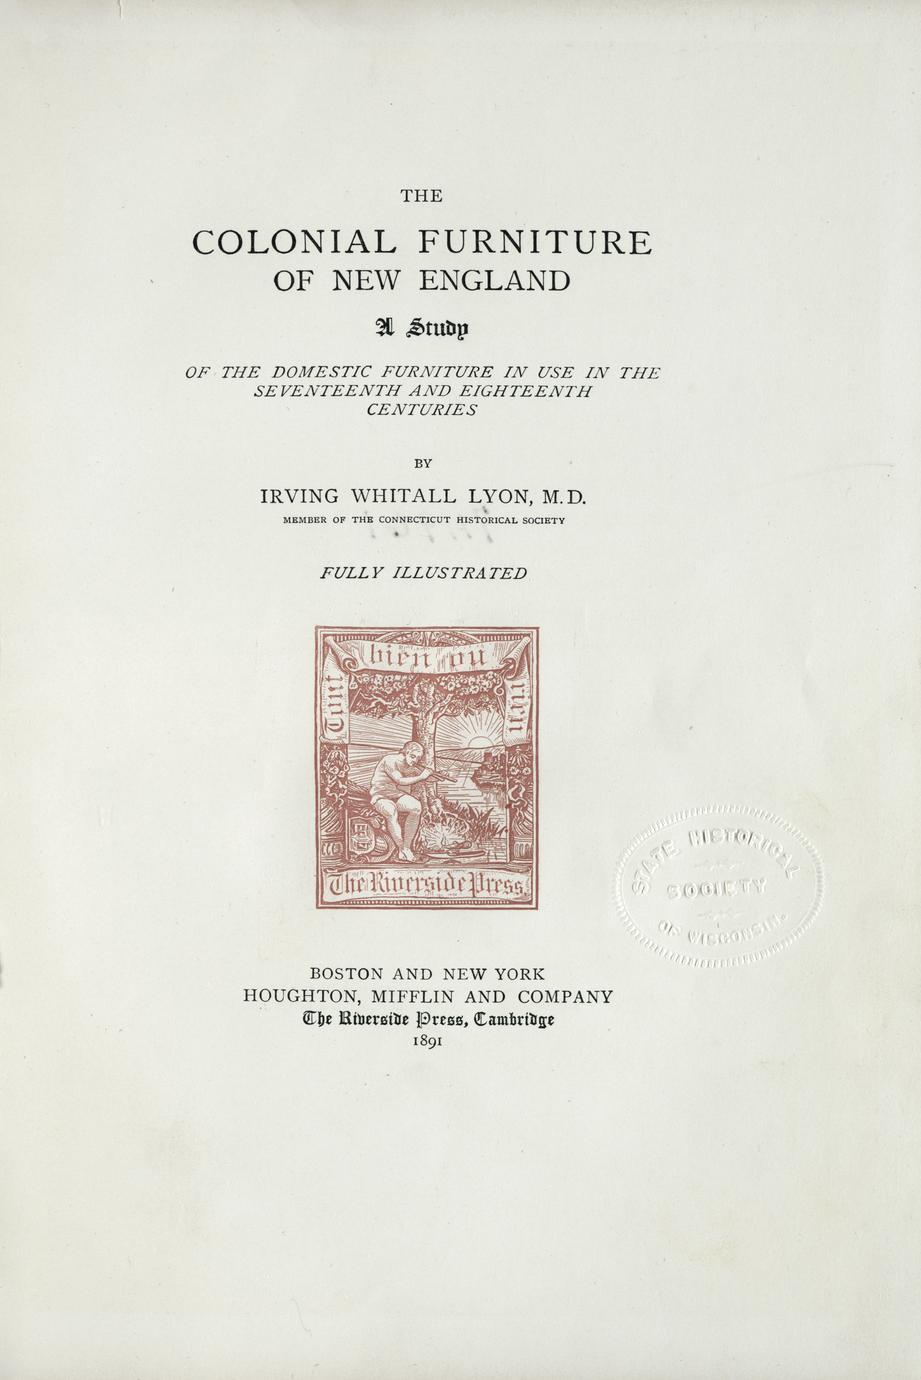 THE
COLONIAL FURNITURE
OF NEW ENGLAND
A Study
OF THE DOMESTIC FURNITURE IN USE IN THE
SEVENTEENTH AND EIGHTEENTH
CENTURIES
BY
IRVING WHITALL LYON, M.D.
MEMBER OF THE CONNECTICUT HISTORICAL SOCIETY
FULLY ILLUSTRATED
Tout bien ou rien
The Riverside Press
STATE HISTORICAL
SOCIETY
OF WISCONSIN.
BOSTON AND NEW YORK
HOUGHTON, MIFFLIN AND COMPANY
The Riverside Press, Cambridge
1891